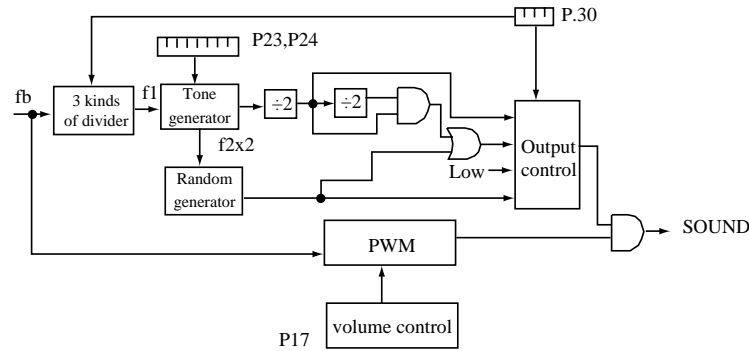 P.30
P23,P24
fb
3 kinds
of divider
f1
Tone
generator
÷2
÷2
f2x2
Random
generator
Low
Output
control
PWM
SOUND
volume control
P17